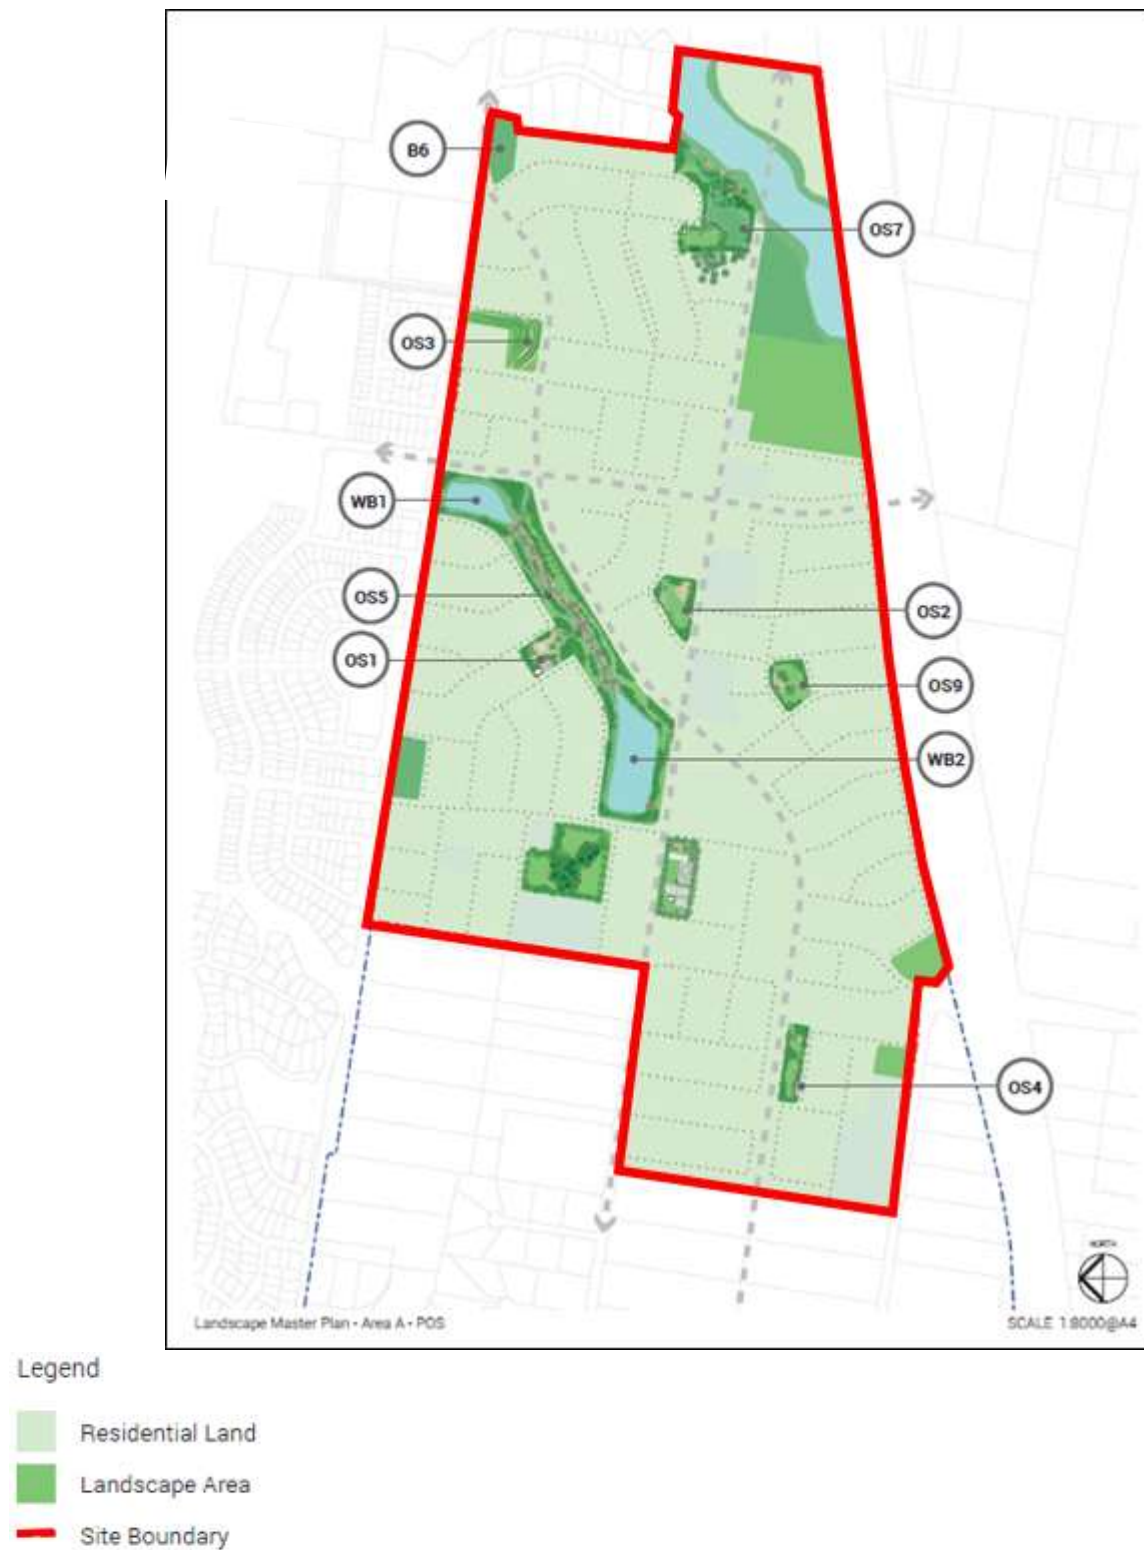 B6
OS7
OS3
WB1
OS5
OS2
OS1
OS9
WB2
OS4
NORTH
Landscape Master Plan - Area A - POS
SCALE 1:8000@A4
Legend
Residential Land
Landscape Area
Site Boundary